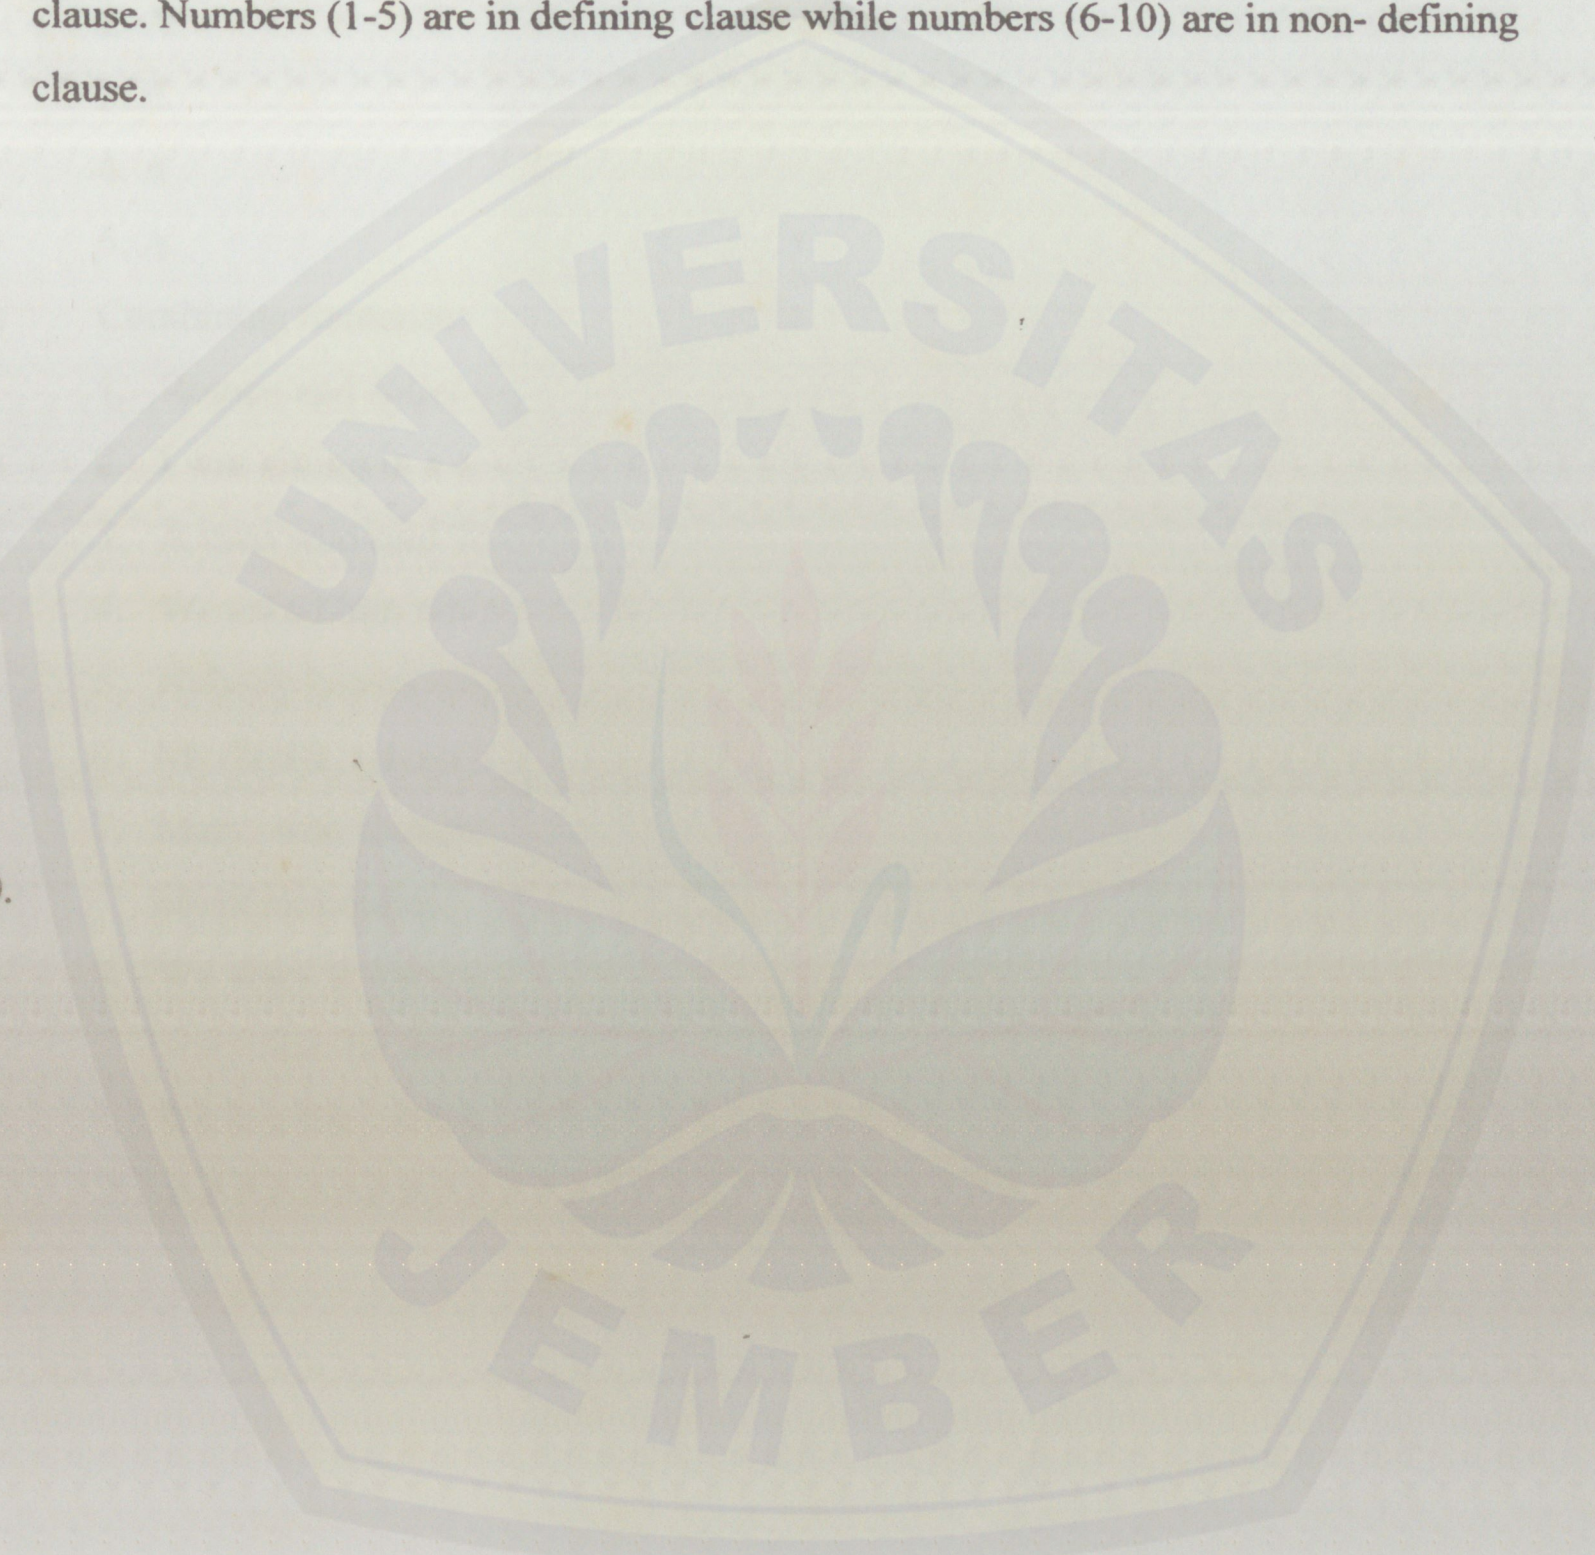 clause. Numbers (1-5) are in defining clause while numbers (6-10) are in non- defining
clause.
UNIVERSITAS
JEMBER